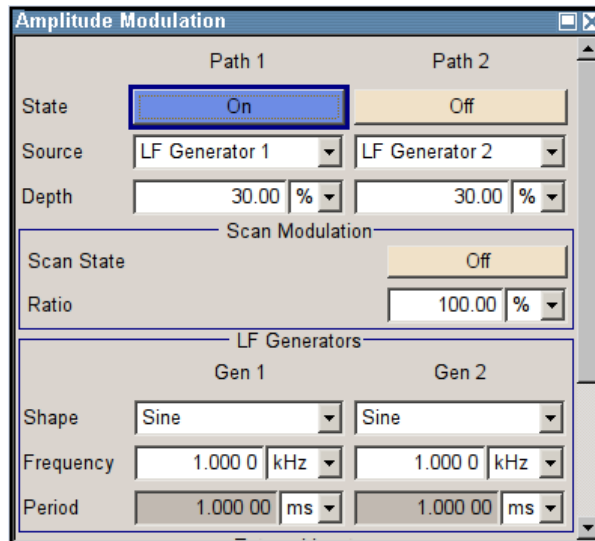 Amplitude Modulation
Path 1 Path 2
State On Off
Source LF Generator 1 LF Generator 2
Depth 30.00 % 30.00 %
Scan Modulation
Scan State Off
Ratio 100.00 %
LF Generators
Gen 1 Gen 2
Shape Sine Sine
Frequency 1.000 0 kHz 1.000 0 kHz
Period 1.000 00 ms 1.000 00 ms